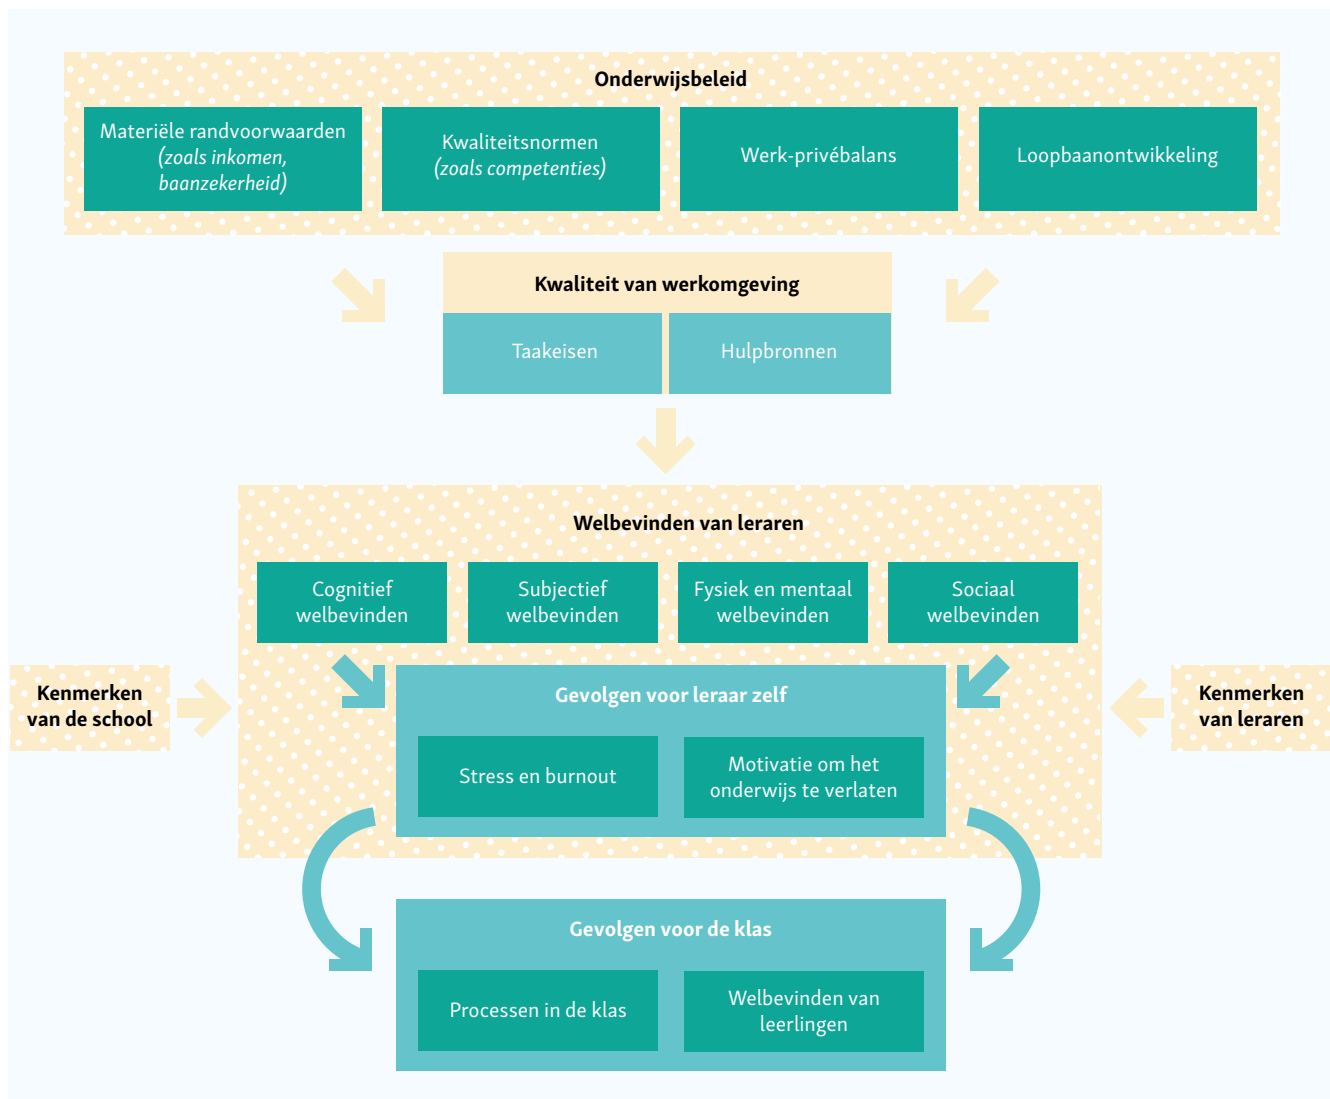 Onderwijsbeleid
Materiële randvoorwaarden
(zoals inkomen,
baanzekerheid)
Kwaliteitsnormen
(zoals competenties)
Werk-privébalans
Loopbaanontwikkeling
Kwaliteit van werkomgeving
Taakeisen
Hulpbronnen
Welbevinden van leraren
Cognitief
welbevinden
Subjectief
welbevinden
Fysiek en mentaal
welbevinden
Sociaal
welbevinden
Kenmerken
van de school
Gevolgen voor leraar zelf
Stress en burnout
Motivatie om het
onderwijs te verlaten
Kenmerken
van leraren
Gevolgen voor de klas
Processen in de klas
Welbevinden van
leerlingen